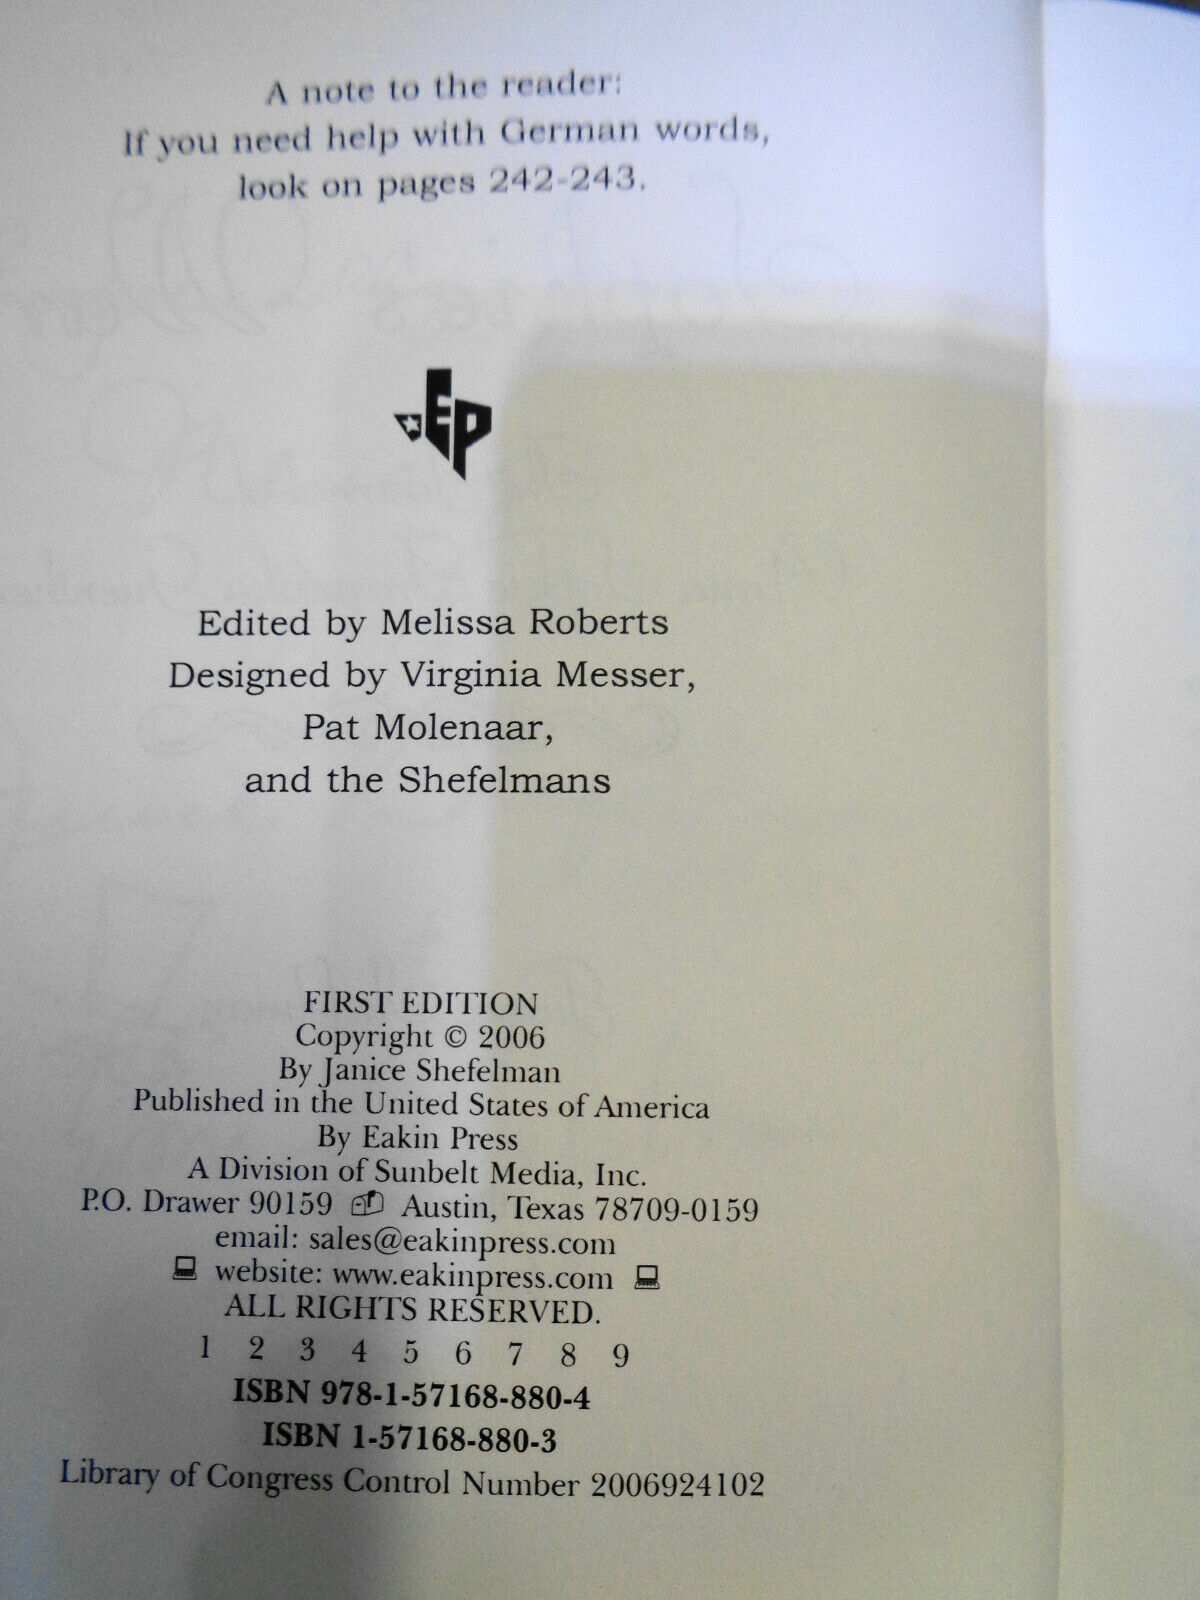 A note to the reader:
If you need help with German words,
look on pages 242-243.
EP
Edited by Melissa Roberts
Designed by Virginia Messer,
Pat Molenaar,
and the Shefelmans
FIRST EDITION
Copyright © 2006
By Janice Shefelman
Published in the United States of America
By Eakin Press
A Division of Sunbelt Media, Inc.
P.O. Drawer 90159 Austin, Texas 78709-0159
email: sales@eakinpress.com
website: www.eakinpress.com
ALL RIGHTS RESERVED.
1 2 3 4 5 6 7 8 9
ISBN 978-1-57168-880-4
ISBN 1-57168-880-3
Library of Congress Control Number 2006924102